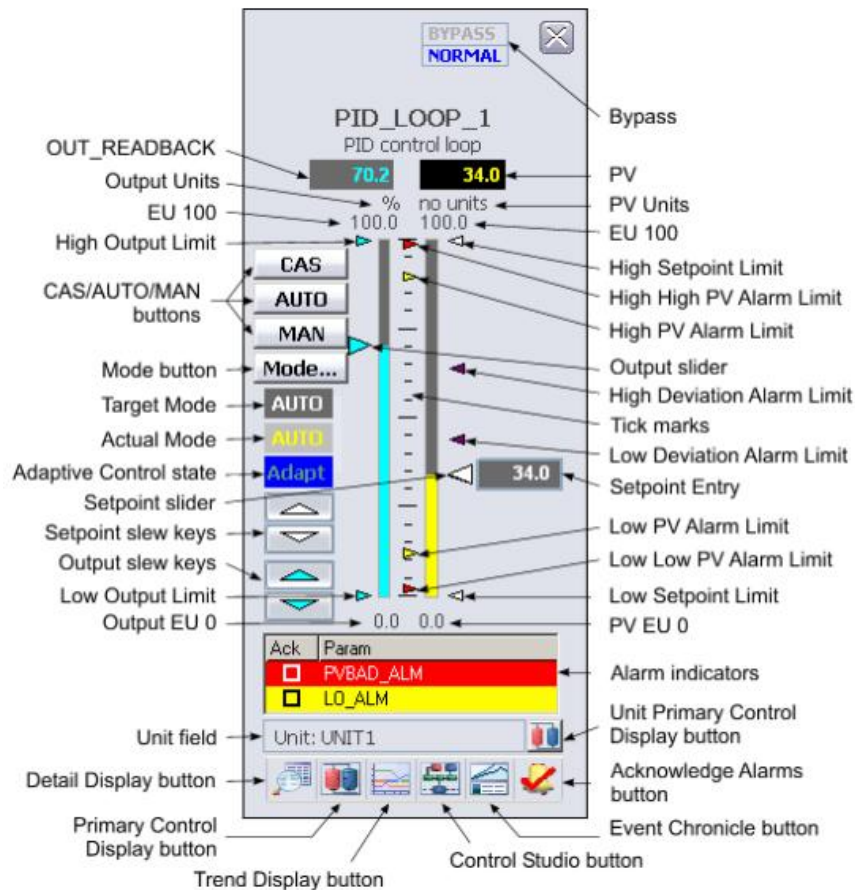 BYPASS
NORMAL
Bypass
PID_LOOP_1
PID control loop
OUT_READBACK
70.2
34.0
PV
Output Units
%
no units
PV Units
EU 100
100.0
100.0
EU 100
High Output Limit
High Setpoint Limit
CAS
High High PV Alarm Limit
CAS/AUTO/MAN
buttons
AUTO
High PV Alarm Limit
MAN
Output slider
Mode button
Mode...
High Deviation Alarm Limit
Target Mode
AUTO
Tick marks
Actual Mode
AUTO
Low Deviation Alarm Limit
Adaptive Control state
Adapt
34.0
Setpoint Entry
Setpoint slider
Setpoint slew keys
Low PV Alarm Limit
Output slew keys
Low Low PV Alarm Limit
Low Output Limit
Low Setpoint Limit
Output EU 0
0.0
0.0
PV EU 0
Ack
Param
PVBAD_ALM
Alarm indicators
LO_ALM
Unit field
Unit: UNIT1
Unit Primary Control
Display button
Detail Display button
Acknowledge Alarms
button
Primary Control
Display button
Event Chronicle button
Control Studio button
Trend Display button